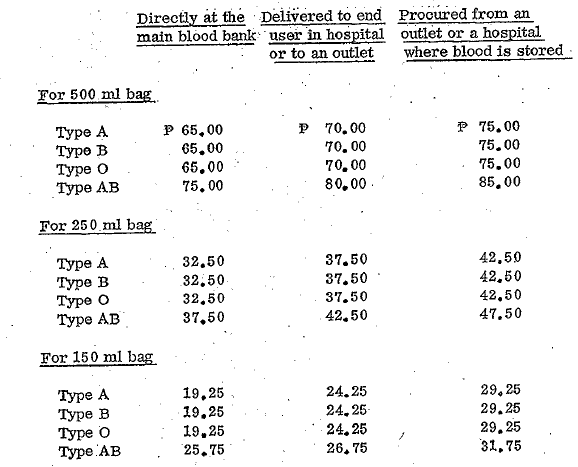 Directly at the Delivered to end Procured from an
main blood bank user in hospital outlet or a hospital
or to an outlet where blood is stored
For 500 ml bag
Type A ₱ 65.00 ₱ 70.00 ₱ 75.00
Type B 65.00 70.00 75.00
Type O 65.00 70.00 75.00
Type AB 75.00 80.00 85.00
For 250 ml bag
Type A 32.50 37.50 42.50
Type B 32.50 37.50 42.50
Type O 32.50 37.50 42.50
Type AB 37.50 42.50 47.50
For 150 ml bag
Type A 19.25 24.25 29.25
Type B 19.25 24.25 29.25
Type O 19.25 24.25 29.25
Type AB 25.75 26.75 31.75